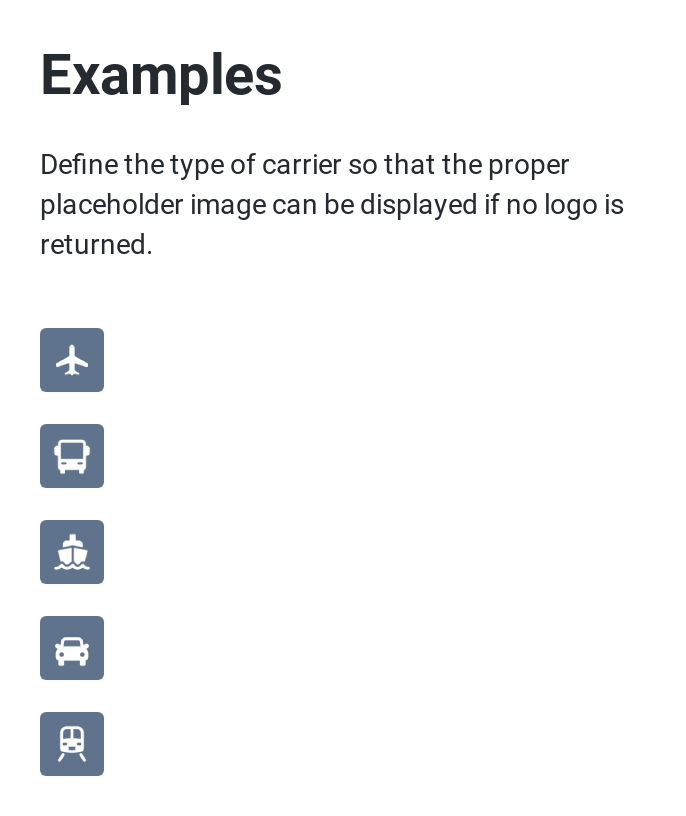 Examples
Define the type of carrier so that the proper
placeholder image can be displayed if no logo is
returned.